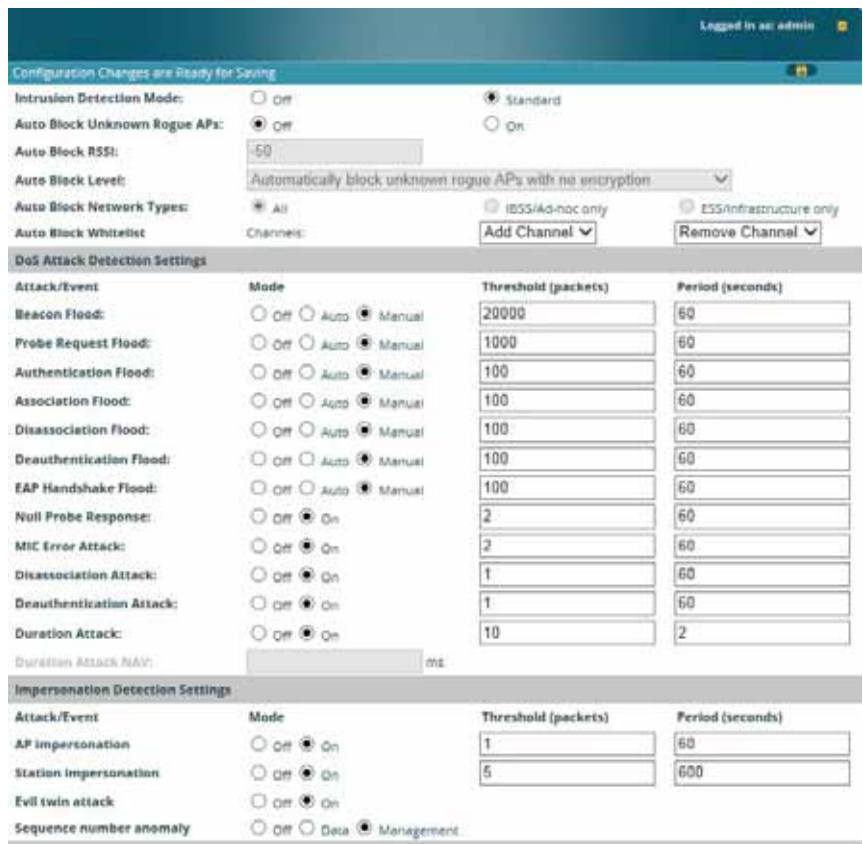 Logged in as: admin
Configuration Changes are Ready for Saving
Intrusion Detection Mode: Off Standard
Auto Block Unknown Rogue APs: Off On
Auto Block RSSI: -50
Auto Block Level: Automatically block unknown rogue APs with no encryption
Auto Block Network Types: All IBSS/Ad-hoc only ESS/Infrastructure only
Auto Block Whitelist Channels: Add Channel Remove Channel
DoS Attack Detection Settings
Attack/Event Mode Threshold (packets) Period (seconds)
Beacon Flood: Off Auto Manual 20000 60
Probe Request Flood: Off Auto Manual 1000 60
Authentication Flood: Off Auto Manual 100 60
Association Flood: Off Auto Manual 100 60
Disassociation Flood: Off Auto Manual 100 60
Deauthentication Flood: Off Auto Manual 100 60
EAP Handshake Flood: Off Auto Manual 100 60
Null Probe Response: Off On 2 60
MIC Error Attack: Off On 2 60
Disassociation Attack: Off On 1 60
Deauthentication Attack: Off On 1 60
Duration Attack: Off On 10 2
Duration Attack NAV: ms
Impersonation Detection Settings
Attack/Event Mode Threshold (packets) Period (seconds)
AP impersonation Off On 1 60
Station impersonation Off On 5 600
Evil twin attack Off On
Sequence number anomaly Off Data Management